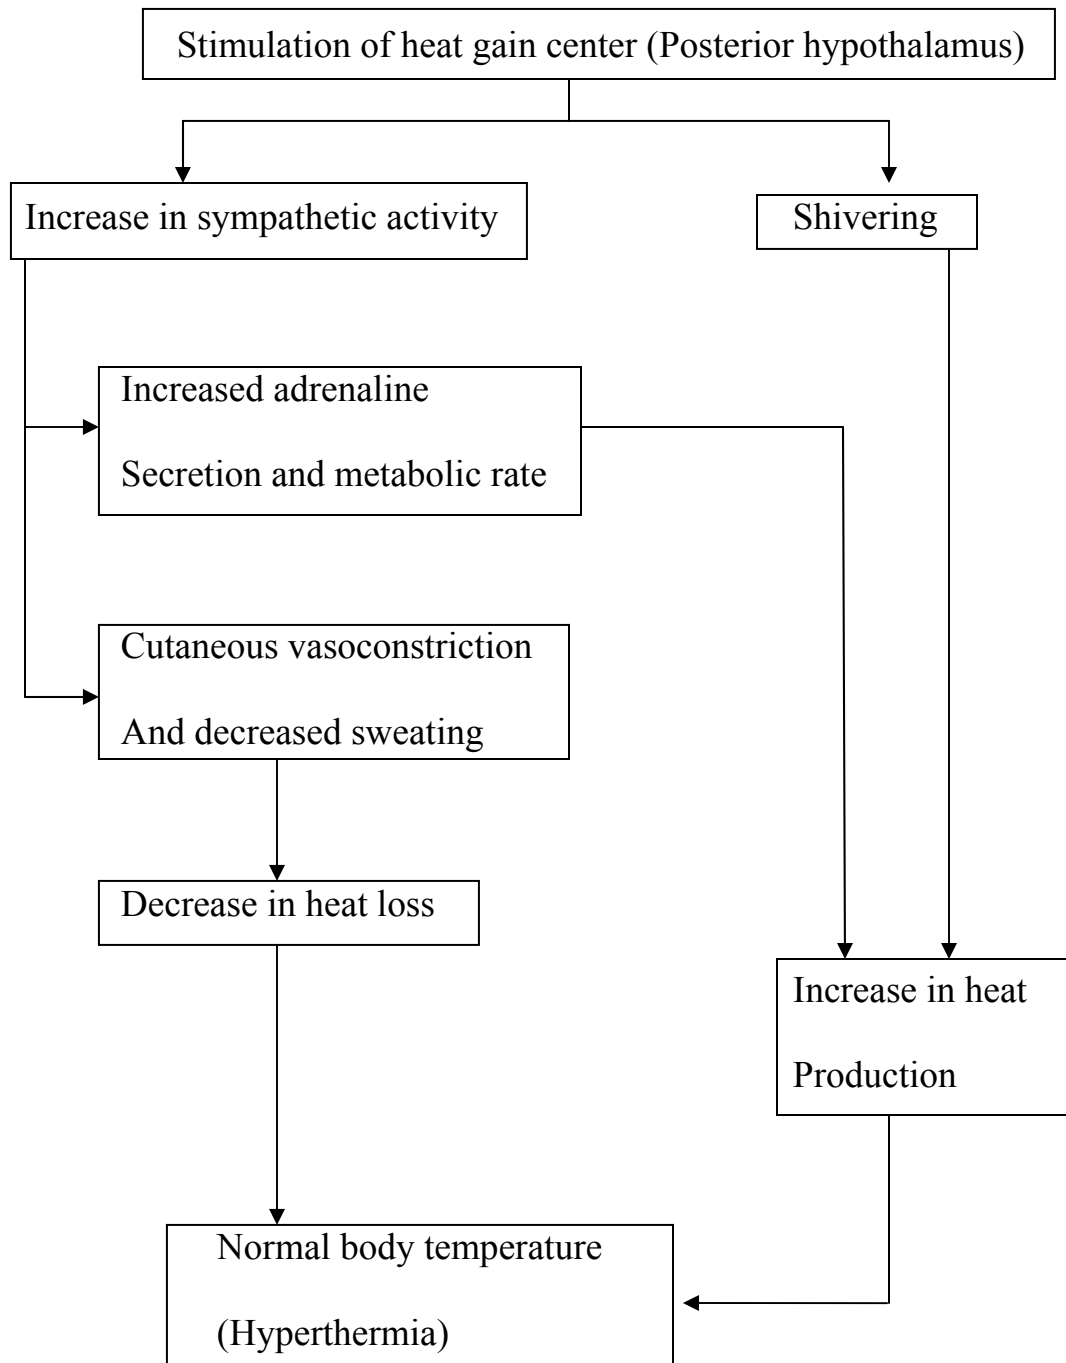 Stimulation of heat gain center (Posterior hypothalamus)
Increase in sympathetic activity
Shivering
Increased adrenaline
Secretion and metabolic rate
Cutaneous vasoconstriction
And decreased sweating
Decrease in heat loss
Increase in heat
Production
Normal body temperature
(Hyperthermia)